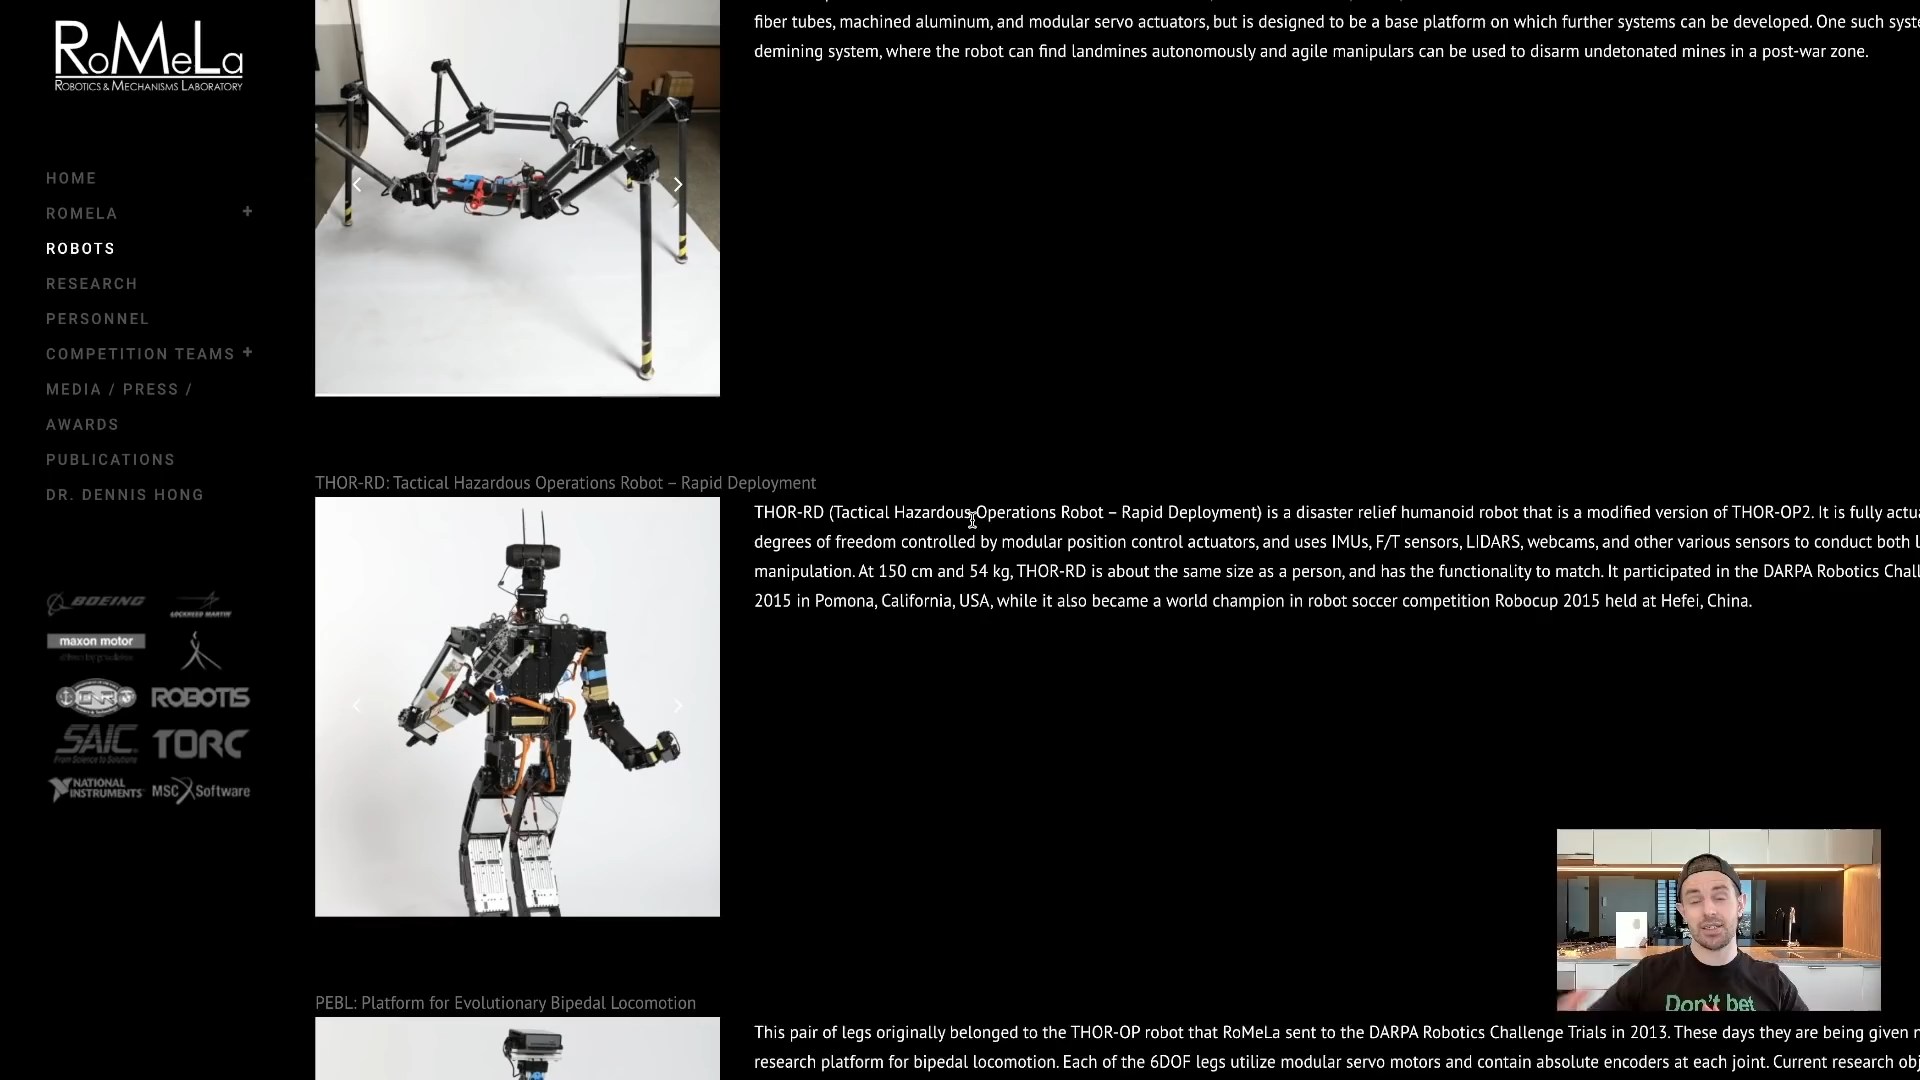 RoMeLa
ROBOTICS & MECHANISMS LABORATORY
HOME
ROMELA +
ROBOTS
RESEARCH
PERSONNEL
COMPETITION TEAMS +
MEDIA / PRESS /
AWARDS
PUBLICATIONS
DR. DENNIS HONG
BOEING
LOCKHEED MARTIN
maxon motor
driven by precision
ROBOTIS
SAIC
From Science to Solutions
TORC
NATIONAL
INSTRUMENTS
MSC Software
fiber tubes, machined aluminum, and modular servo actuators, but is designed to be a base platform on which further systems can be developed. One such
demining system, where the robot can find landmines autonomously and agile manipulars can be used to disarm undetonated mines in a post-war zone.
THOR-RD: Tactical Hazardous Operations Robot – Rapid Deployment
THOR-RD (Tactical Hazardous Operations Robot – Rapid Deployment) is a disaster relief humanoid robot that is a modified version of THOR-OP2. It is fully
degrees of freedom controlled by modular position control actuators, and uses IMUs, F/T sensors, LIDARS, webcams, and other various sensors to conduct both
manipulation. At 150 cm and 54 kg, THOR-RD is about the same size as a person, and has the functionality to match. It participated in the DARPA Robotics
2015 in Pomona, California, USA, while it also became a world champion in robot soccer competition Robocup 2015 held at Hefei, China.
PEBL: Platform for Evolutionary Bipedal Locomotion
This pair of legs originally belonged to the THOR-OP robot that RoMeLa sent to the DARPA Robotics Challenge Trials in 2013. These days they are being given
research platform for bipedal locomotion. Each of the 6DOF legs utilize modular servo motors and contain absolute encoders at each joint. Current research
Don't bet